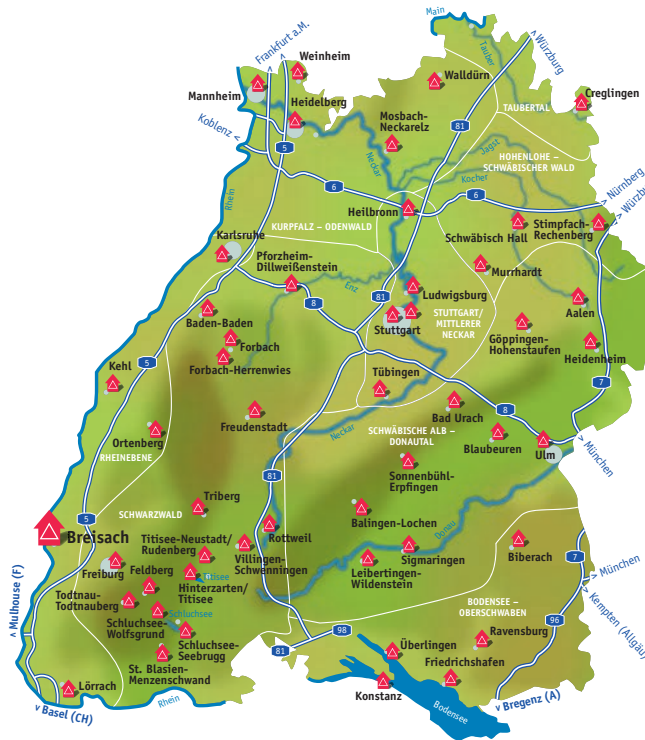 Main
Frankfurt a.M.
Weinheim
Tauber
Würzburg
Walldürn
Creglingen
Mannheim
Heidelberg
TAUBERTAL
Mosbach-
Neckarelz
Koblenz
81
5
Neckar
Jagst
HOHENLOHE –
SCHWÄBISCHER WALD
Kocher
6
6
Nürnberg
Würzbu
Rhein
Heilbronn
KURPFALZ – ODENWALD
Schwäbisch Hall
Stimpfach-
Rechenberg
Karlsruhe
Pforzheim-
Dillweißenstein
Murrhardt
Enz
81
Ludwigsburg
8
Aalen
Baden-Baden
Stuttgart
STUTTGART/
MITTLERER
NECKAR
Göppingen-
Hohenstaufen
Forbach
Forbach-Herrenwies
Heidenheim
5
Kehl
7
Tübingen
8
Bad Urach
Freudenstadt
Neckar
SCHWÄBISCHE ALB –
DONAUTAL
Blaubeuren
Ulm
München
Ortenberg
RHEINEBENE
Sonnenbühl-
Erpfingen
81
Triberg
SCHWARZWALD
5
Balingen-Lochen
Donau
Breisach
Rottweil
Titisee-Neustadt/
Rudenberg
Villingen-
Schwenningen
Sigmaringen
Biberach
7
Freiburg
Feldberg
Titisee
Hinterzarten/
Titisee
Leibertingen-
Wildenstein
München
Todtnau-
Todtnauberg
Schluchsee
Schluchsee-
Wolfsgrund
BODENSEE –
OBERSCHWABEN
Kempten (Allgäu)
96
Mulhouse (F)
98
Ravensburg
Schluchsee-
Seebrugg
81
Überlingen
St. Blasien-
Menzenschwand
Friedrichshafen
Lörrach
Konstanz
Rhein
Bodensee
Bregenz (A)
Basel (CH)